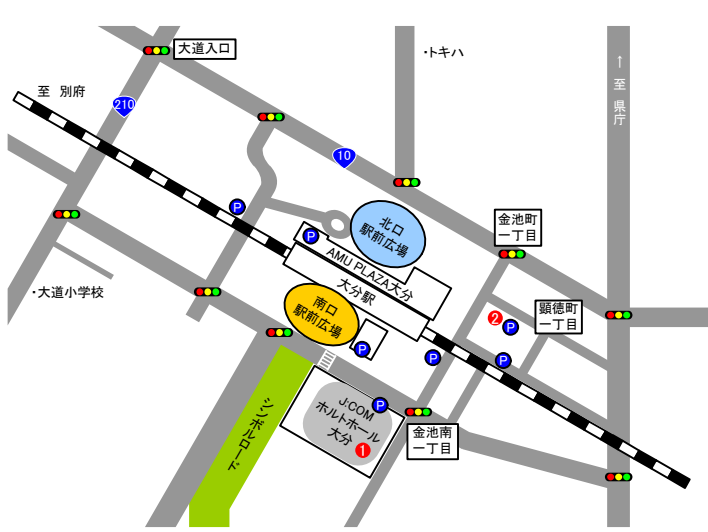 大道入口
・トキハ
至 別府
↑至 県庁
210
10
P
北口
駅前広場
金池町
一丁目
P
AMU PLAZA大分
大分駅
・大道小学校
南口
駅前広場
顕徳町
一丁目
2
P
P
P
P
J:COM
ホルトホール
大分
1
P
シンボルロード
金池南
一丁目